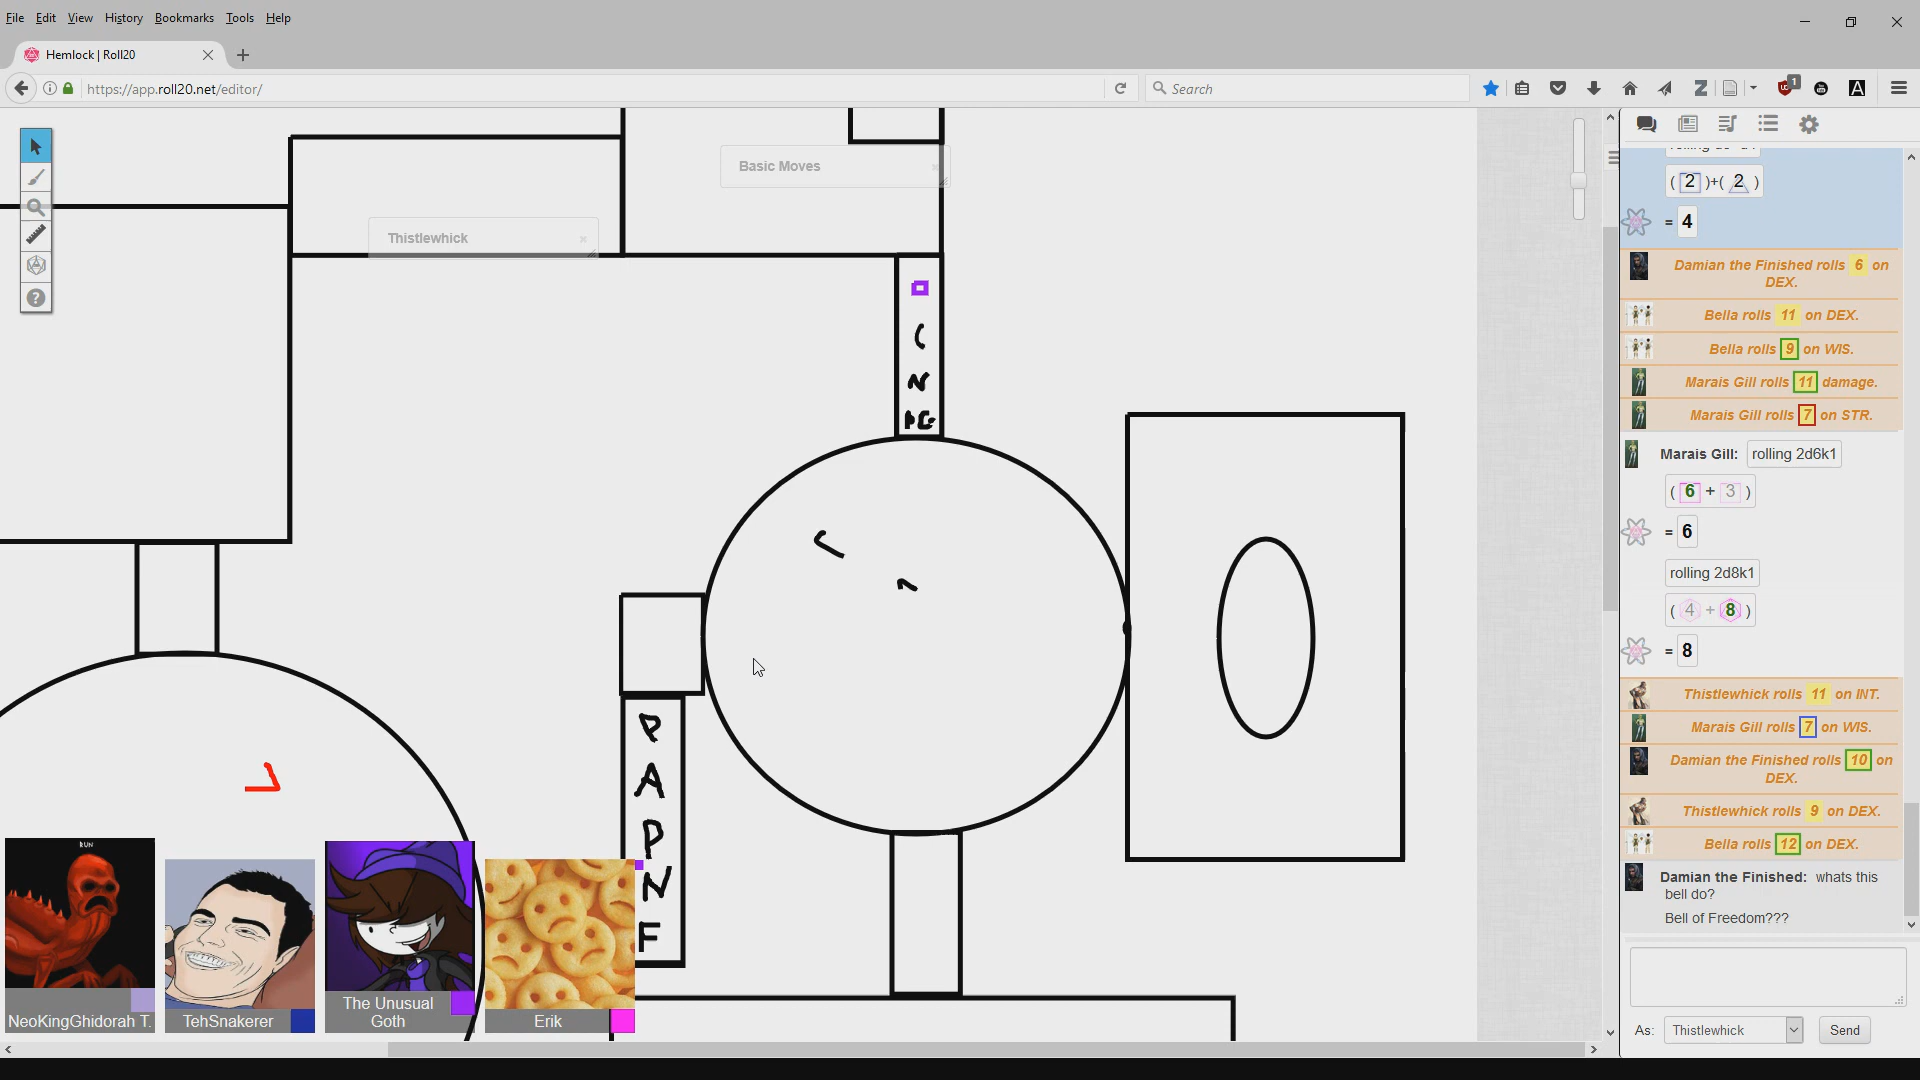 File Edit View History Bookmarks Tools Help
Hemlock | Roll20
https://app.roll20.net/editor/
Search
Basic Moves
Thistlewhick
( 2 )+( 2 )
= 4
Damian the Finished rolls 6 on
DEX.
Bella rolls 11 on DEX.
Bella rolls 9 on WIS.
Marais Gill rolls 11 damage.
Marais Gill rolls 7 on STR.
Marais Gill: rolling 2d6k1
( 6 + 3 )
= 6
rolling 2d8k1
( 4 + 8 )
= 8
Thistlewhick rolls 11 on INT.
Marais Gill rolls 7 on WIS.
Damian the Finished rolls 10 on
DEX.
Thistlewhick rolls 9 on DEX.
Bella rolls 12 on DEX.
Damian the Finished: whats this
bell do?
Bell of Freedom???
As: Thistlewhick
Send
P
A
P
N
F
RUN
NeoKingGhidorah T.
TehSnakerer
The Unusual
Goth
Erik